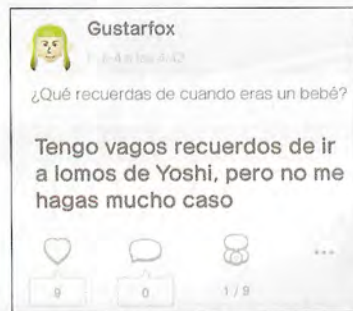 Gustarfox
¿Qué recuerdas de cuando eras un bebé?
Tengo vagos recuerdos de ir
a lomos de Yoshi, pero no me
hagas mucho caso
9
0
1 / 9